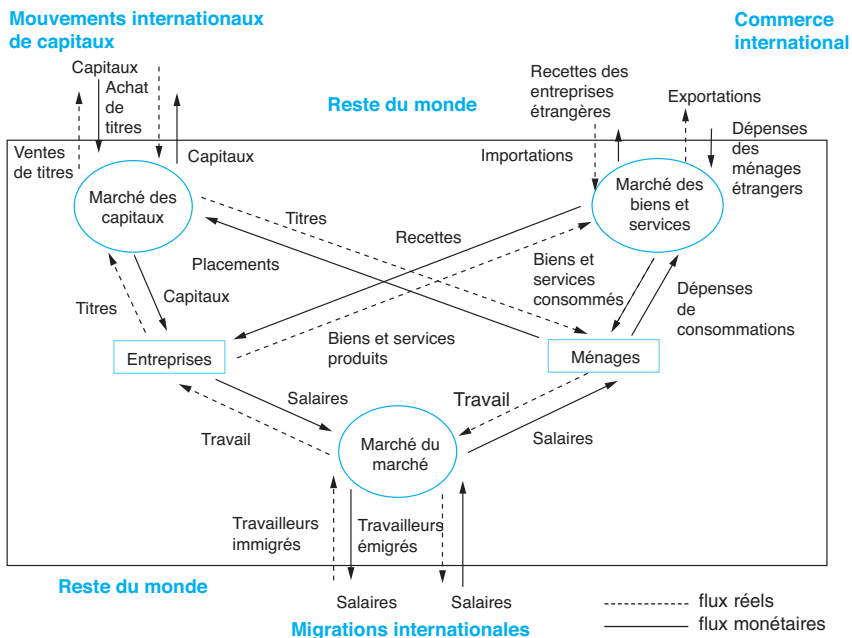 Mouvements internationaux
de capitaux
Commerce
international
Capitaux
Achat
de
titres
Reste du monde
Recettes des
entreprises
étrangères
Exportations
Ventes
de titres
Capitaux
Importations
Dépenses
des
ménages
étrangers
Marché des
capitaux
Marché des
biens et
services
Titres
Recettes
Placements
Capitaux
Titres
Biens et
services
consommés
Dépenses
de
consommations
Entreprises
Biens et services
produits
Ménages
Salaires
Travail
Travail
Salaires
Marché du
marché
Travailleurs
immigrés
Travailleurs
émigrés
Reste du monde
Salaires
Salaires
Migrations internationales
flux réels
flux monétaires